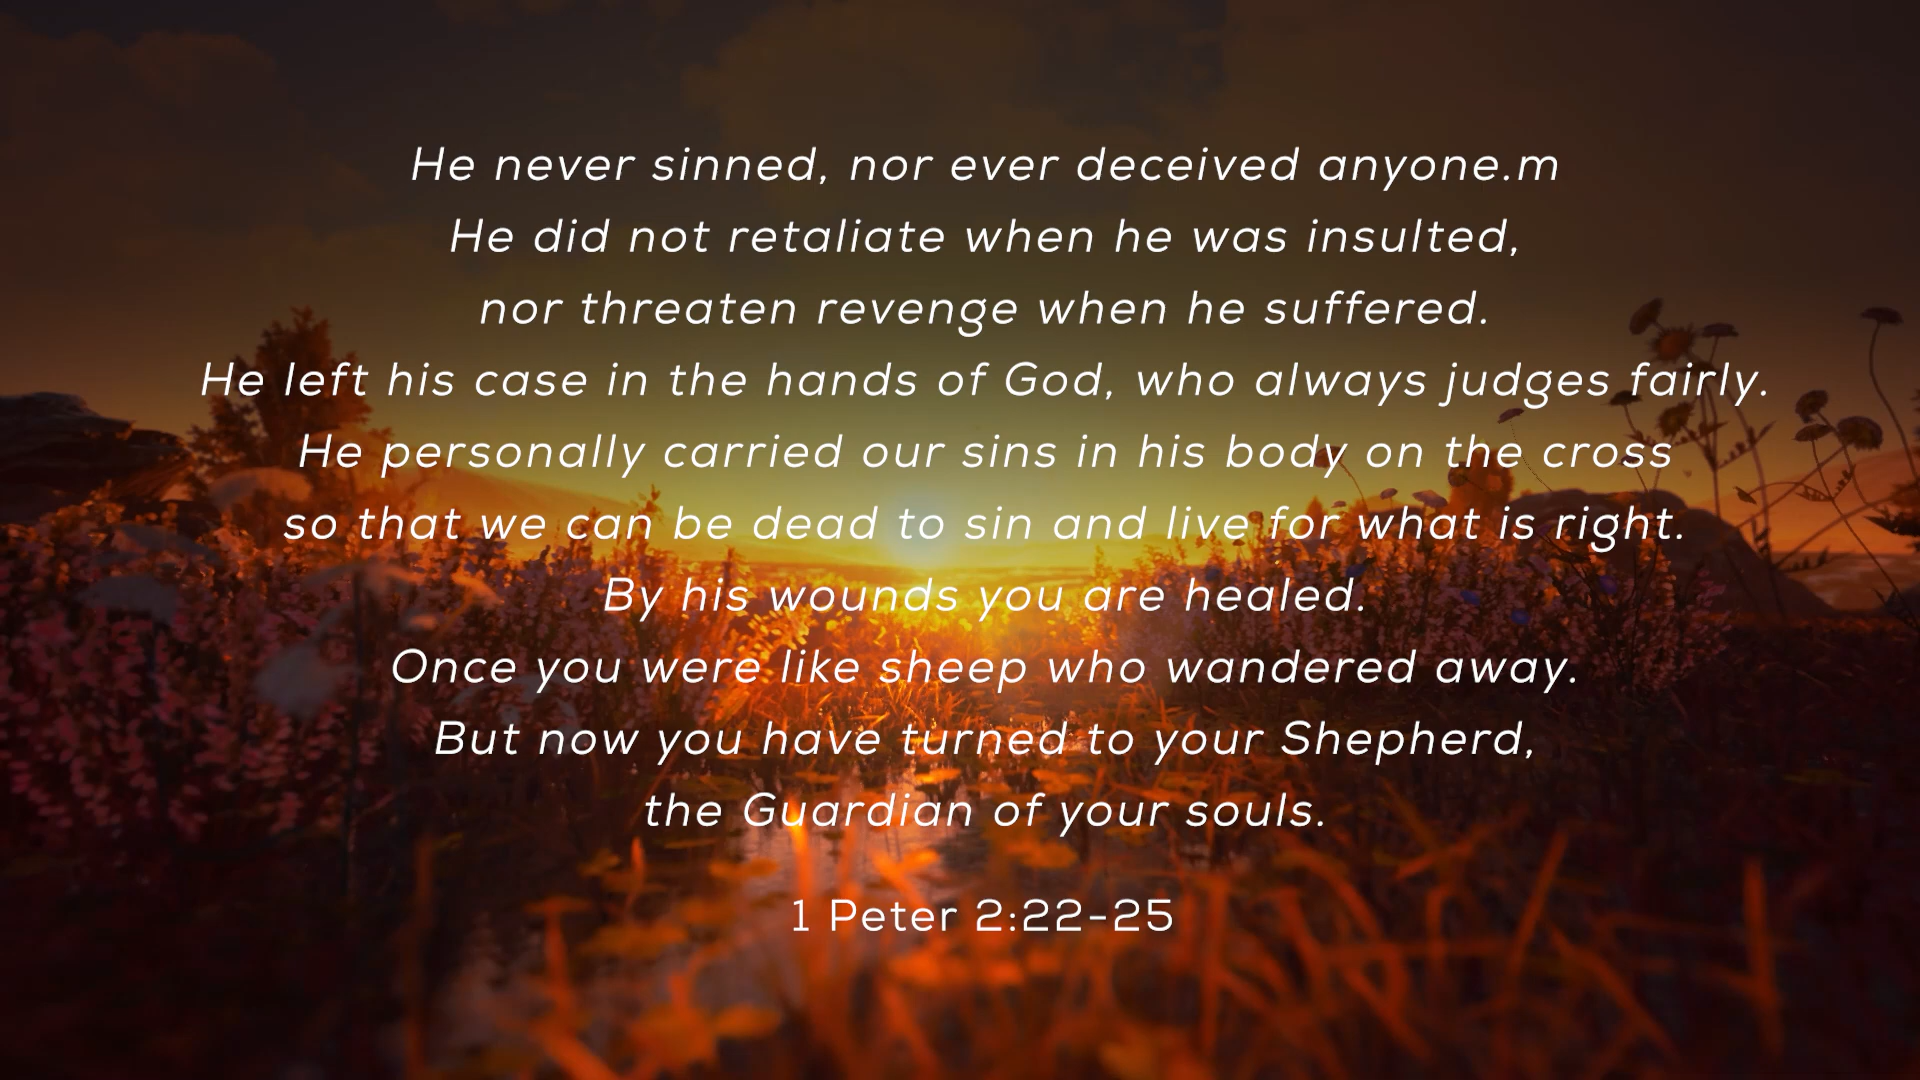 He never sinned, nor ever deceived anyone.m
He did not retaliate when he was insulted,
nor threaten revenge when he suffered.
He left his case in the hands of God, who always judges fairly.
He personally carried our sins in his body on the cross
so that we can be dead to sin and live for what is right.
By his wounds you are healed.
Once you were like sheep who wandered away.
But now you have turned to your Shepherd,
the Guardian of your souls.
1 Peter 2:22-25